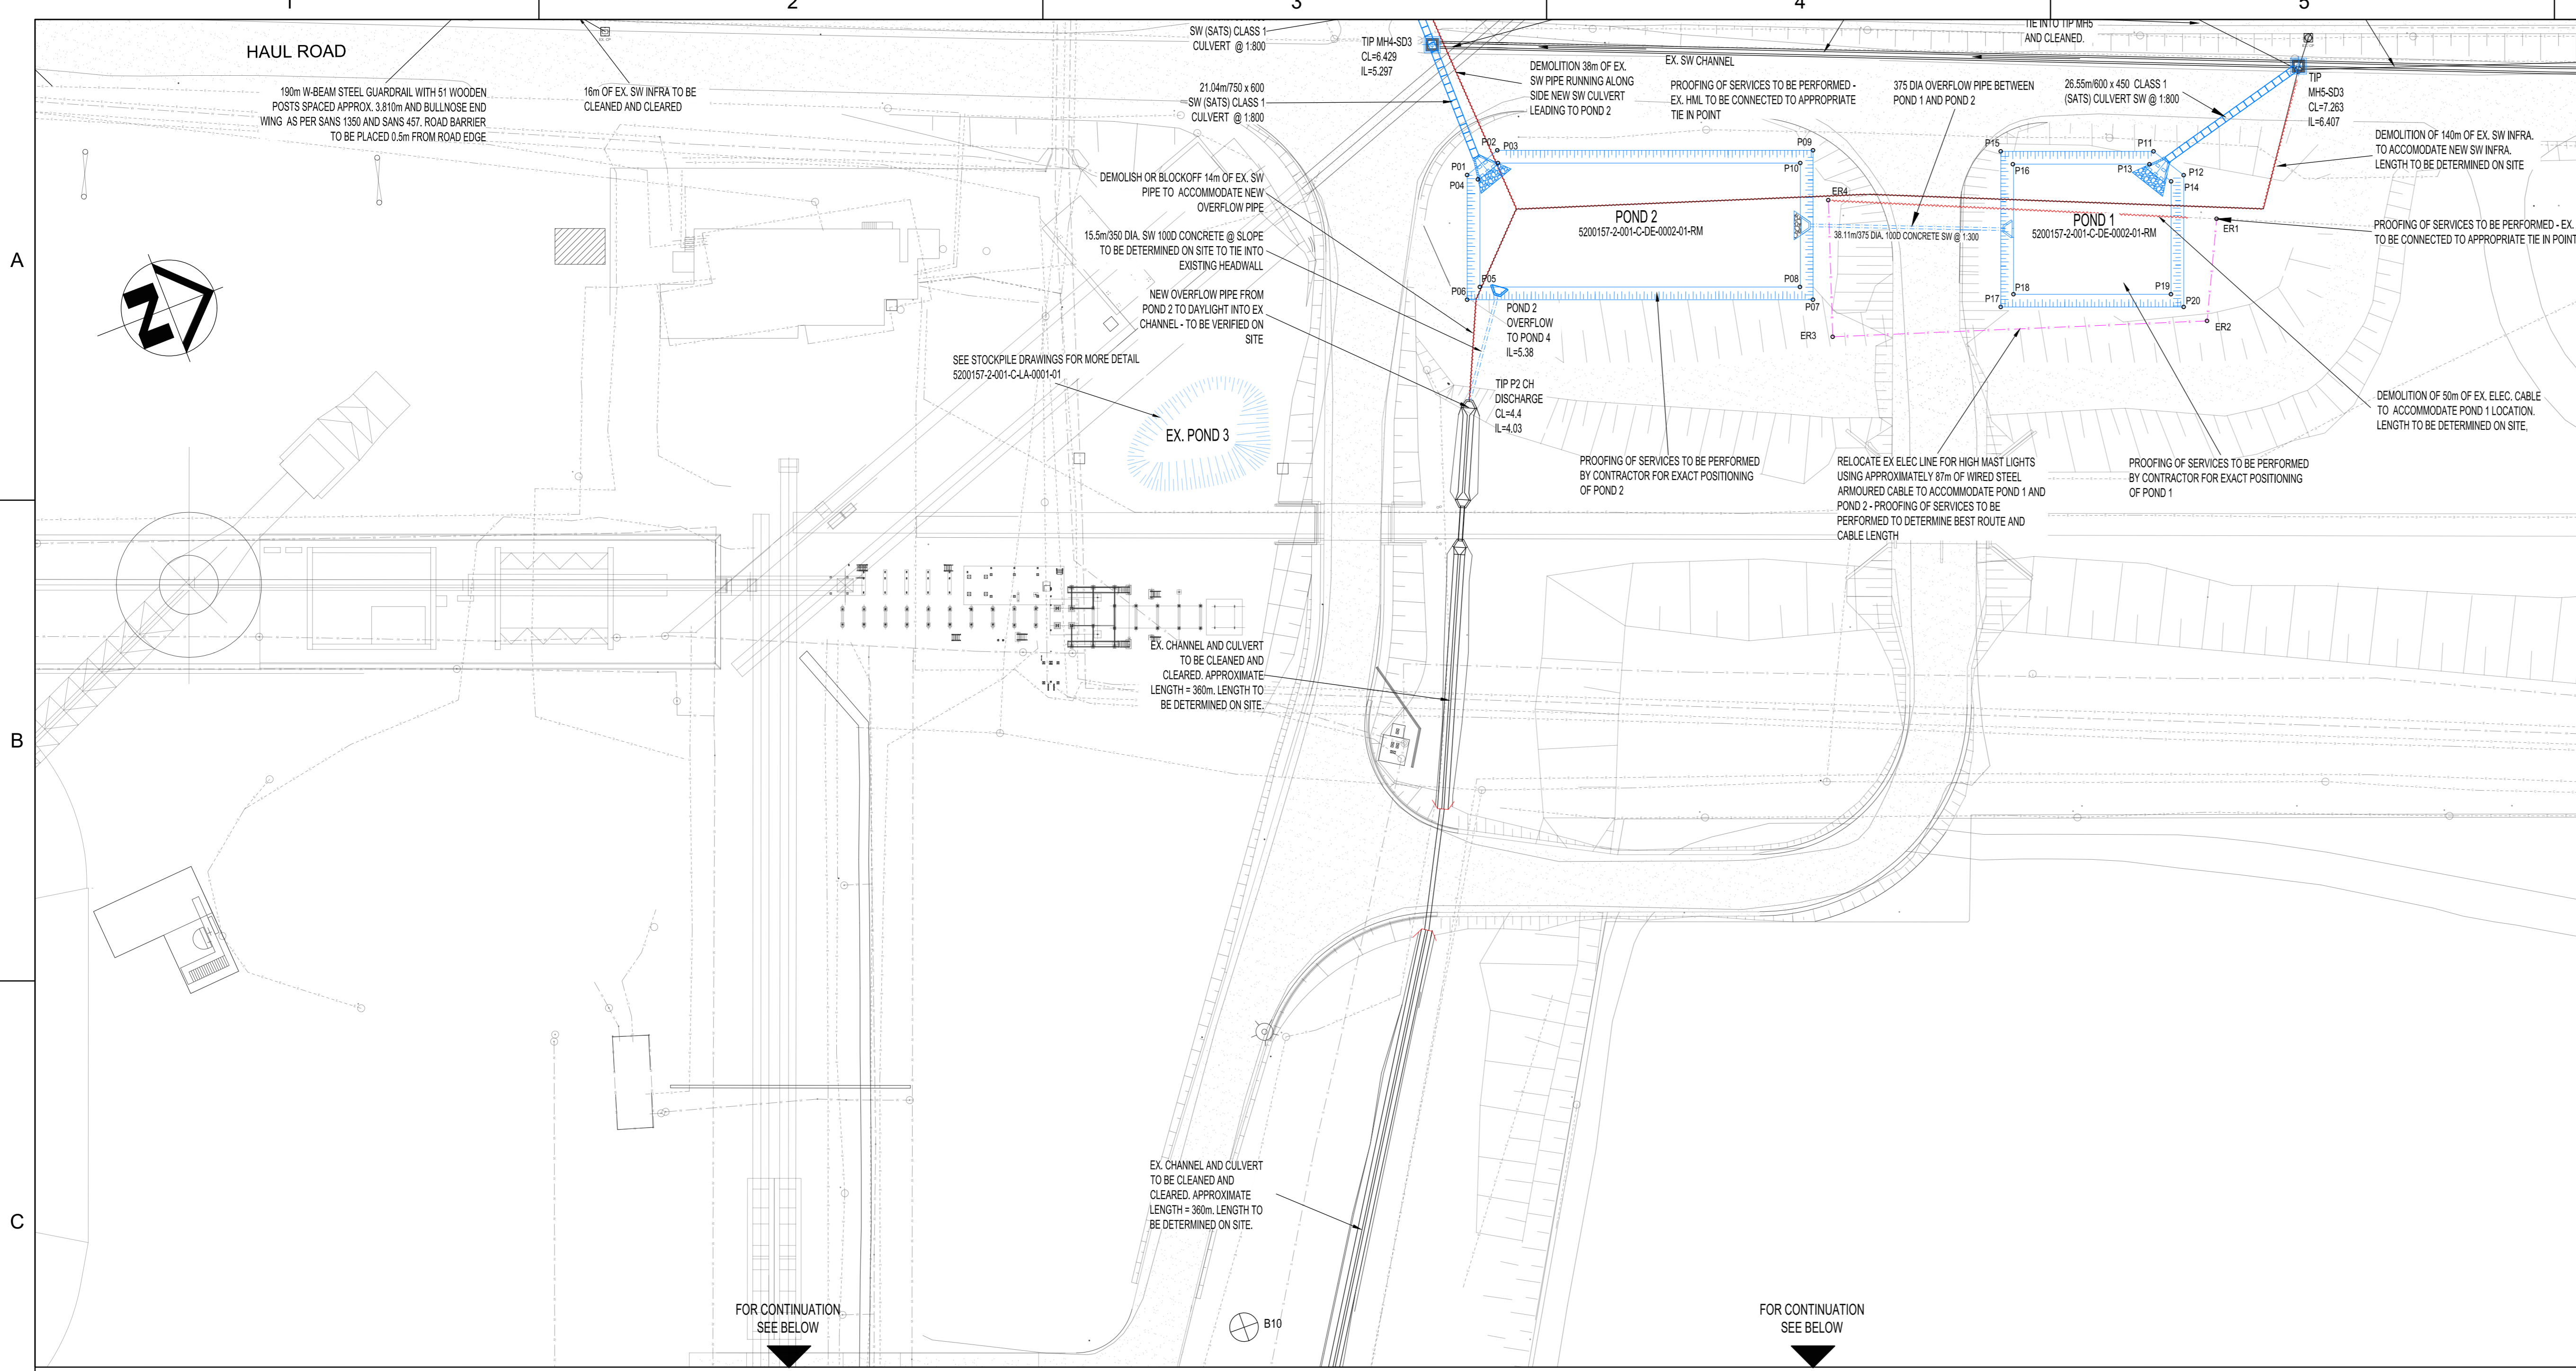 1
2
3
4
5
HAUL ROAD
190m W-BEAM STEEL GUARDRAIL WITH 51 WOODEN
POSTS SPACED APPROX. 3.810m AND BULLNOSE END
WING AS PER SANS 1350 AND SANS 457. ROAD BARRIER
TO BE PLACED 0.5m FROM ROAD EDGE
16m OF EX. SW INFRA TO BE
CLEANED AND CLEARED
SW (SATS) CLASS 1
CULVERT @ 1:800
21.04m/750 x 600
SW (SATS) CLASS 1
CULVERT @ 1:800
TIP MH4-SD3
CL=6.429
IL=5.297
DEMOLITION 38m OF EX.
SW PIPE RUNNING ALONG
SIDE NEW SW CULVERT
LEADING TO POND 2
EX. SW CHANNEL
PROOFING OF SERVICES TO BE PERFORMED -
EX. HML TO BE CONNECTED TO APPROPRIATE
TIE IN POINT
375 DIA OVERFLOW PIPE BETWEEN
POND 1 AND POND 2
TIE INTO TIP MH5
AND CLEANED.
26.55m/600 x 450 CLASS 1
(SATS) CULVERT SW @ 1:800
TIP
MH5-SD3
CL=7.263
IL=6.407
DEMOLITION OF 140m OF EX. SW INFRA.
TO ACCOMODATE NEW SW INFRA.
LENGTH TO BE DETERMINED ON SITE
P02
P03
P09
P15
P11
P01
P04
P10
P16
P13
P12
P14
DEMOLISH OR BLOCKOFF 14m OF EX. SW
PIPE TO ACCOMMODATE NEW
OVERFLOW PIPE
ER4
POND 2
5200157-2-001-C-DE-0002-01-RM
38.11m/375 DIA. 100D CONCRETE SW @ 1:300
POND 1
5200157-2-001-C-DE-0002-01-RM
ER1
PROOFING OF SERVICES TO BE PERFORMED - EX.
TO BE CONNECTED TO APPROPRIATE TIE IN POINT
A
15.5m/350 DIA. SW 100D CONCRETE @ SLOPE
TO BE DETERMINED ON SITE TO TIE INTO
EXISTING HEADWALL
N
NEW OVERFLOW PIPE FROM
POND 2 TO DAYLIGHT INTO EX
CHANNEL - TO BE VERIFIED ON
SITE
P05
P06
P08
P07
P18
P17
P19
P20
POND 2
OVERFLOW
TO POND 4
IL=5.38
ER3
ER2
SEE STOCKPILE DRAWINGS FOR MORE DETAIL
5200157-2-001-C-LA-0001-01
EX. POND 3
TIP P2 CH
DISCHARGE
CL=4.4
IL=4.03
DEMOLITION OF 50m OF EX. ELEC. CABLE
TO ACCOMMODATE POND 1 LOCATION.
LENGTH TO BE DETERMINED ON SITE,
PROOFING OF SERVICES TO BE PERFORMED
BY CONTRACTOR FOR EXACT POSITIONING
OF POND 2
RELOCATE EX ELEC LINE FOR HIGH MAST LIGHTS
USING APPROXIMATELY 87m OF WIRED STEEL
ARMOURED CABLE TO ACCOMMODATE POND 1 AND
POND 2 - PROOFING OF SERVICES TO BE
PERFORMED TO DETERMINE BEST ROUTE AND
CABLE LENGTH
PROOFING OF SERVICES TO BE PERFORMED
BY CONTRACTOR FOR EXACT POSITIONING
OF POND 1
B
EX. CHANNEL AND CULVERT
TO BE CLEANED AND
CLEARED. APPROXIMATE
LENGTH = 360m. LENGTH TO
BE DETERMINED ON SITE.
C
EX. CHANNEL AND CULVERT
TO BE CLEANED AND
CLEARED. APPROXIMATE
LENGTH = 360m. LENGTH TO
BE DETERMINED ON SITE.
FOR CONTINUATION
SEE BELOW
B10
FOR CONTINUATION
SEE BELOW